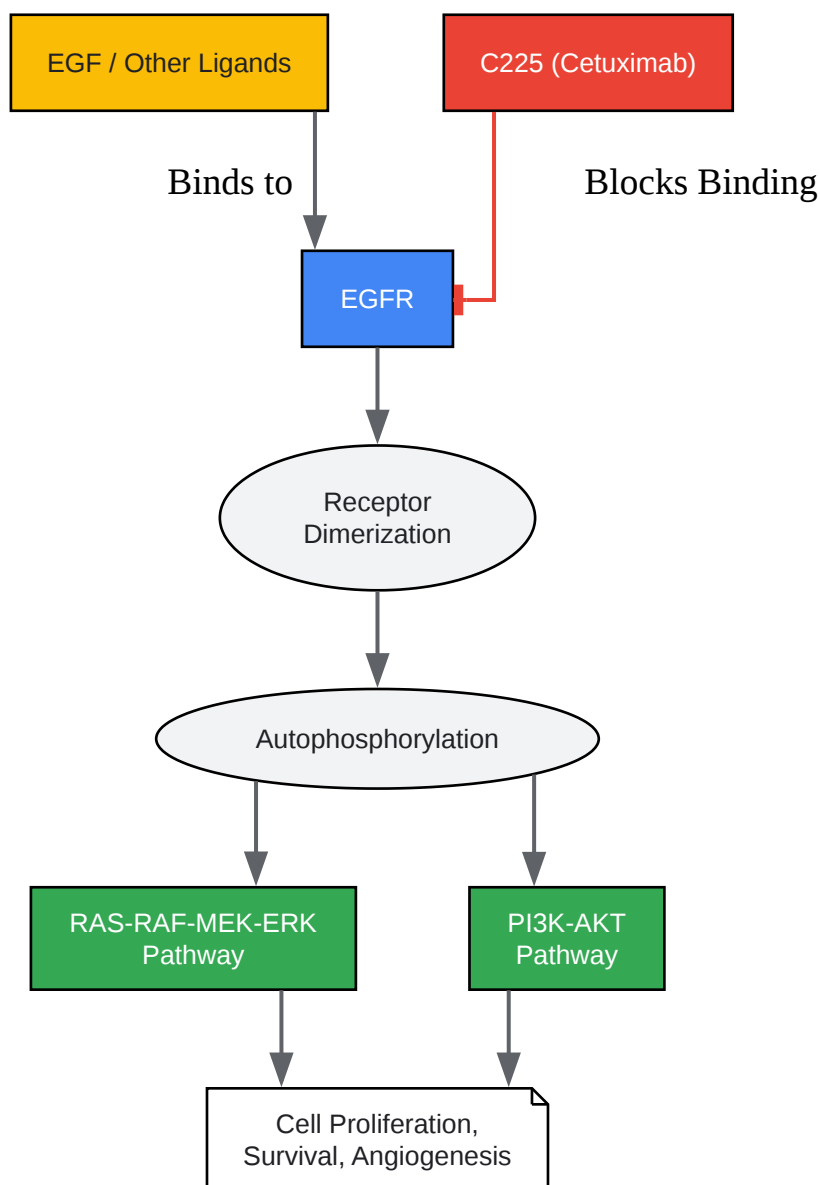 EGF / Other Ligands
C225 (Cetuximab)
Binds to
Blocks Binding
EGFR
Receptor
Dimerization
Autophosphorylation
RAS-RAF-MEK-ERK
Pathway
PI3K-AKT
Pathway
Cell Proliferation,
Survival, Angiogenesis